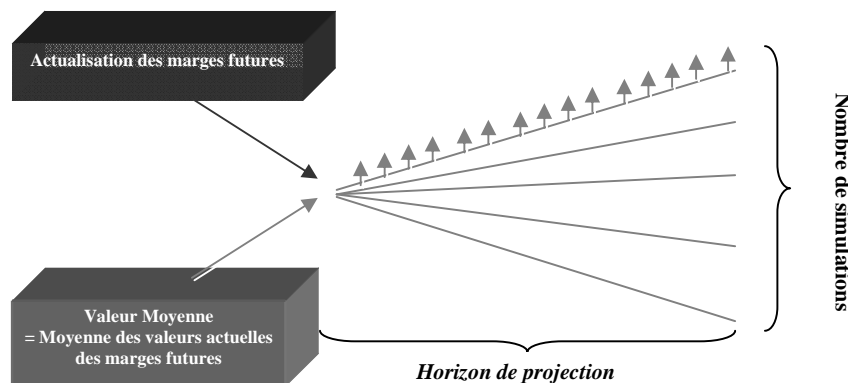 Actualisation des marges futures
Nombre de simulations
Valeur Moyenne
= Moyenne des valeurs actuelles
des marges futures
Horizon de projection